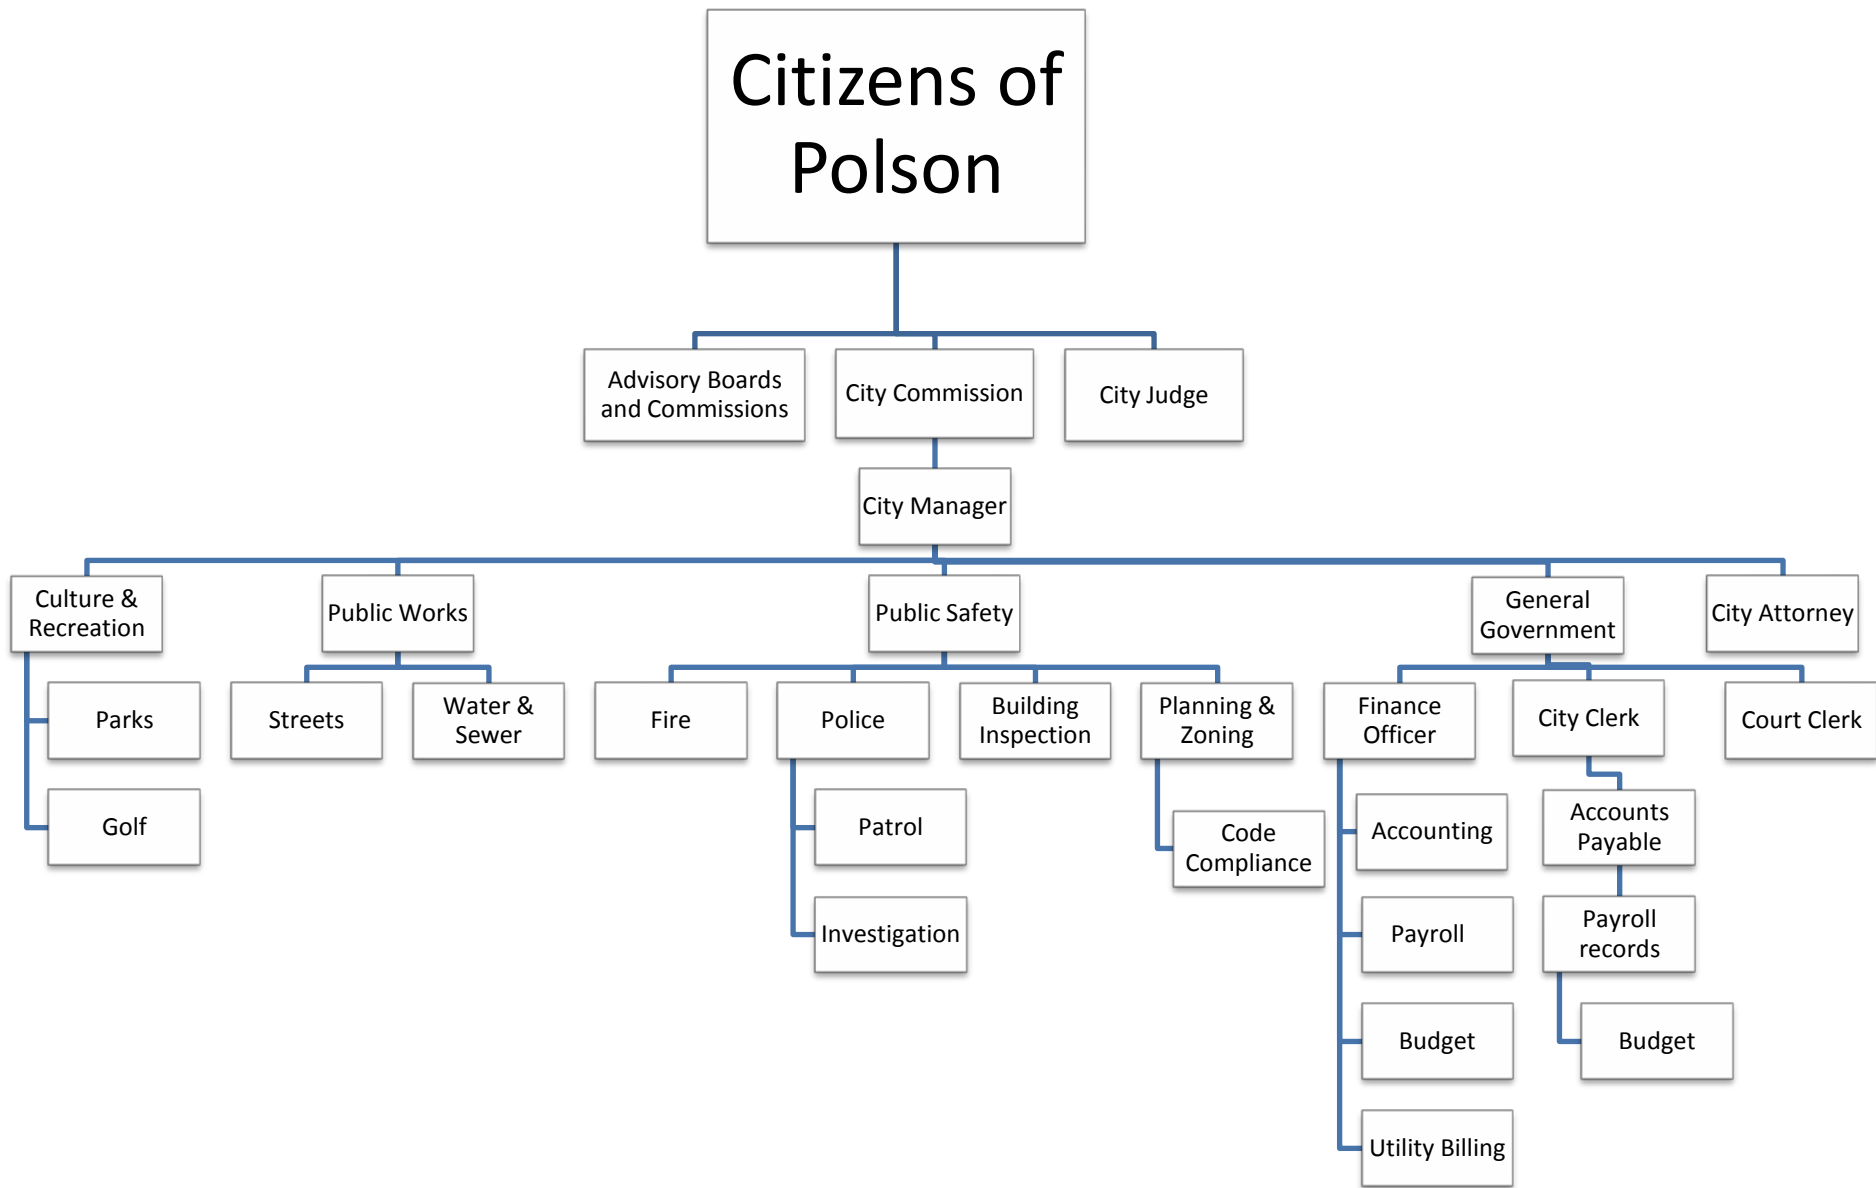 Citizens of
Polson
Advisory Boards
and Commissions
City Commission
City Judge
City Manager
Culture &
Recreation
Public Works
Public Safety
General
Government
City Attorney
Parks
Streets
Water &
Sewer
Fire
Police
Building
Inspection
Planning &
Zoning
Finance
Officer
City Clerk
Court Clerk
Golf
Patrol
Code
Compliance
Accounting
Accounts
Payable
Investigation
Payroll
Payroll
records
Budget
Budget
Utility Billing